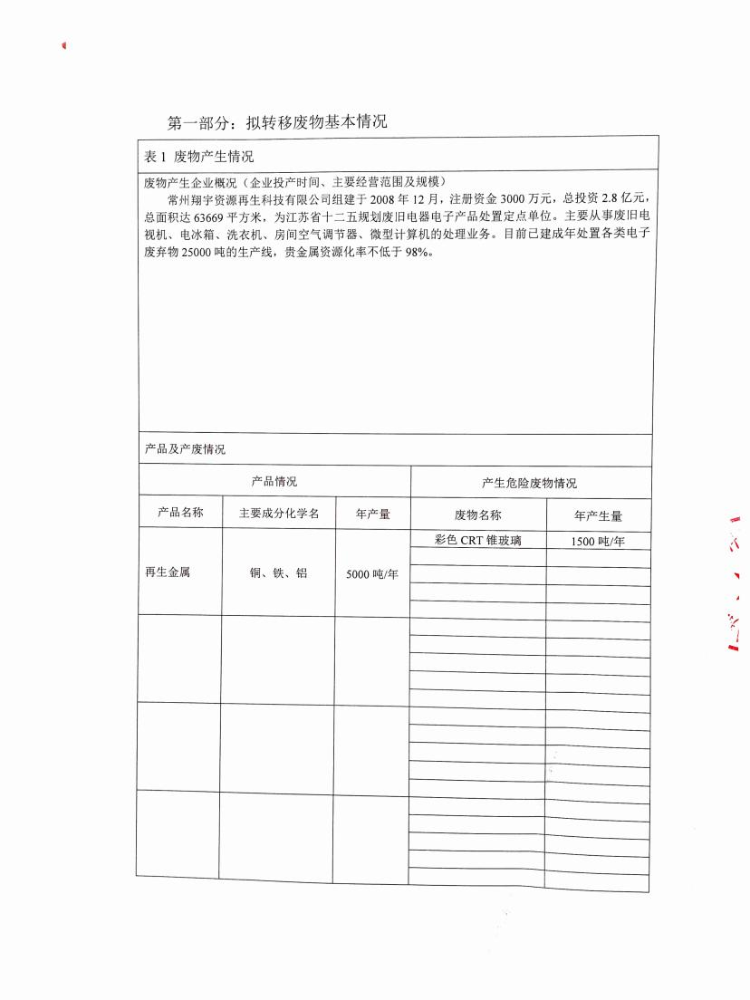 第一部分：拟转移废物基本情况
表1 废物产生情况
废物产生企业概况（企业投产时间、主要经营范围及规模）
常州翔宇资源再生科技有限公司组建于 2008 年 12 月，注册资金 3000 万元，总投资 2.8 亿元，
总面积达 63669 平方米，为江苏省十二五规划废旧电器电子产品处置定点单位。主要从事废旧电
视机、电冰箱、洗衣机、房间空气调节器、微型计算机的处理业务。目前已建成年处置各类电子
废弃物 25000 吨的生产线，贵金属资源化率不低于 98%。
产品及产废情况
产品情况 产生危险废物情况
产品名称 主要成分化学名 年产量 废物名称 年产生量
彩色 CRT 锥玻璃 1500 吨/年
再生金属 铜、铁、铝 5000 吨/年